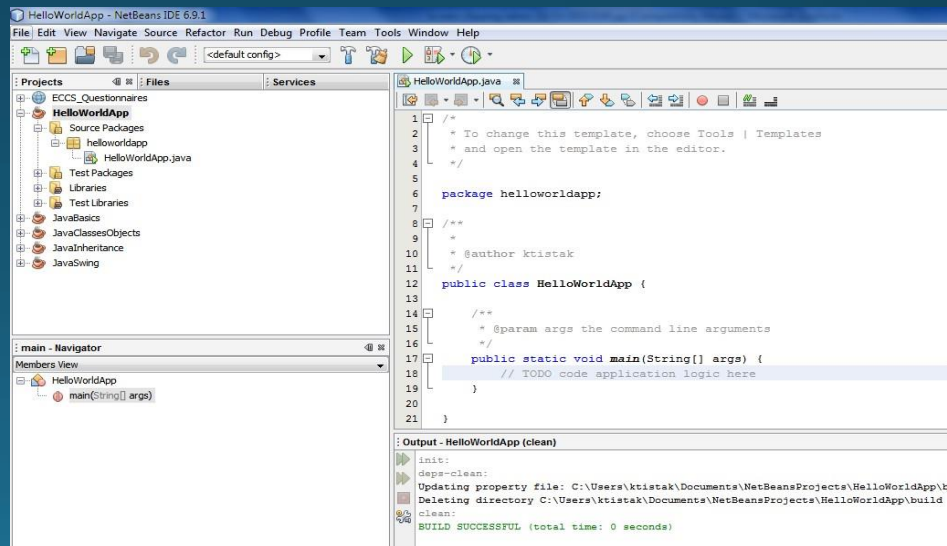 HelloWorldApp - NetBeans IDE 6.9.1
File Edit View Navigate Source Refactor Run Debug Profile Team Tools Window Help
<default config>
Projects
Files
Services
ECCS_Questionnaires
HelloWorldApp
Source Packages
helloworldapp
HelloWorldApp.java
Test Packages
Libraries
Test Libraries
JavaBasics
JavaClassesObjects
JavaInheritance
JavaSwing
main - Navigator
Members View
HelloWorldApp
main(String[] args)
HelloWorldApp.java
1 /*
2 * To change this template, choose Tools | Templates
3 * and open the template in the editor.
4 */
5
6 package helloworldapp;
7
8 /**
9 *
10 * @author ktistak
11 */
12 public class HelloWorldApp {
13
14 /**
15 * @param args the command line arguments
16 */
17 public static void main(String[] args) {
18 // TODO code application logic here
19 }
20
21 }
Output - HelloWorldApp (clean)
init:
deps-clean:
Updating property file: C:\Users\ktistak\Documents\NetBeansProjects\HelloWorldApp\b
Deleting directory C:\Users\ktistak\Documents\NetBeansProjects\HelloWorldApp\build
clean:
BUILD SUCCESSFUL (total time: 0 seconds)